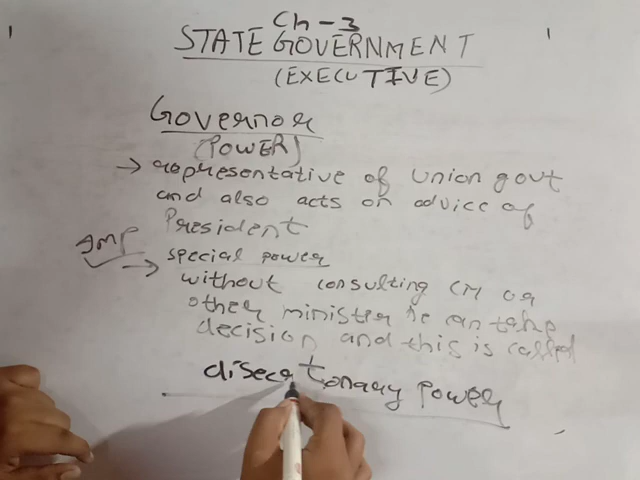 Ch-3
STATE GOVERNMENT
(EXECUTIVE)
Governor
(POWER)
→ representative of Union govt
and also acts on advice of
President
Imp → special power
without consulting CM or
other minister he can take
decision and this is called
disecrtonary power